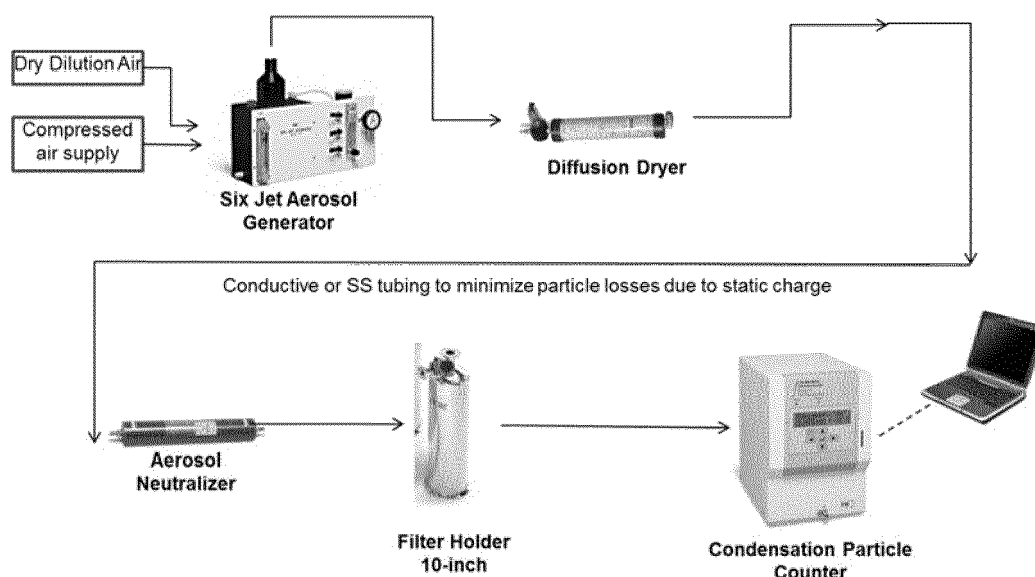 Dry Dilution Air
Compressed
air supply
Six Jet Aerosol
Generator
Diffusion Dryer
Conductive or SS tubing to minimize particle losses due to static charge
Aerosol
Neutralizer
Filter Holder
10-inch
Condensation Particle
Counter